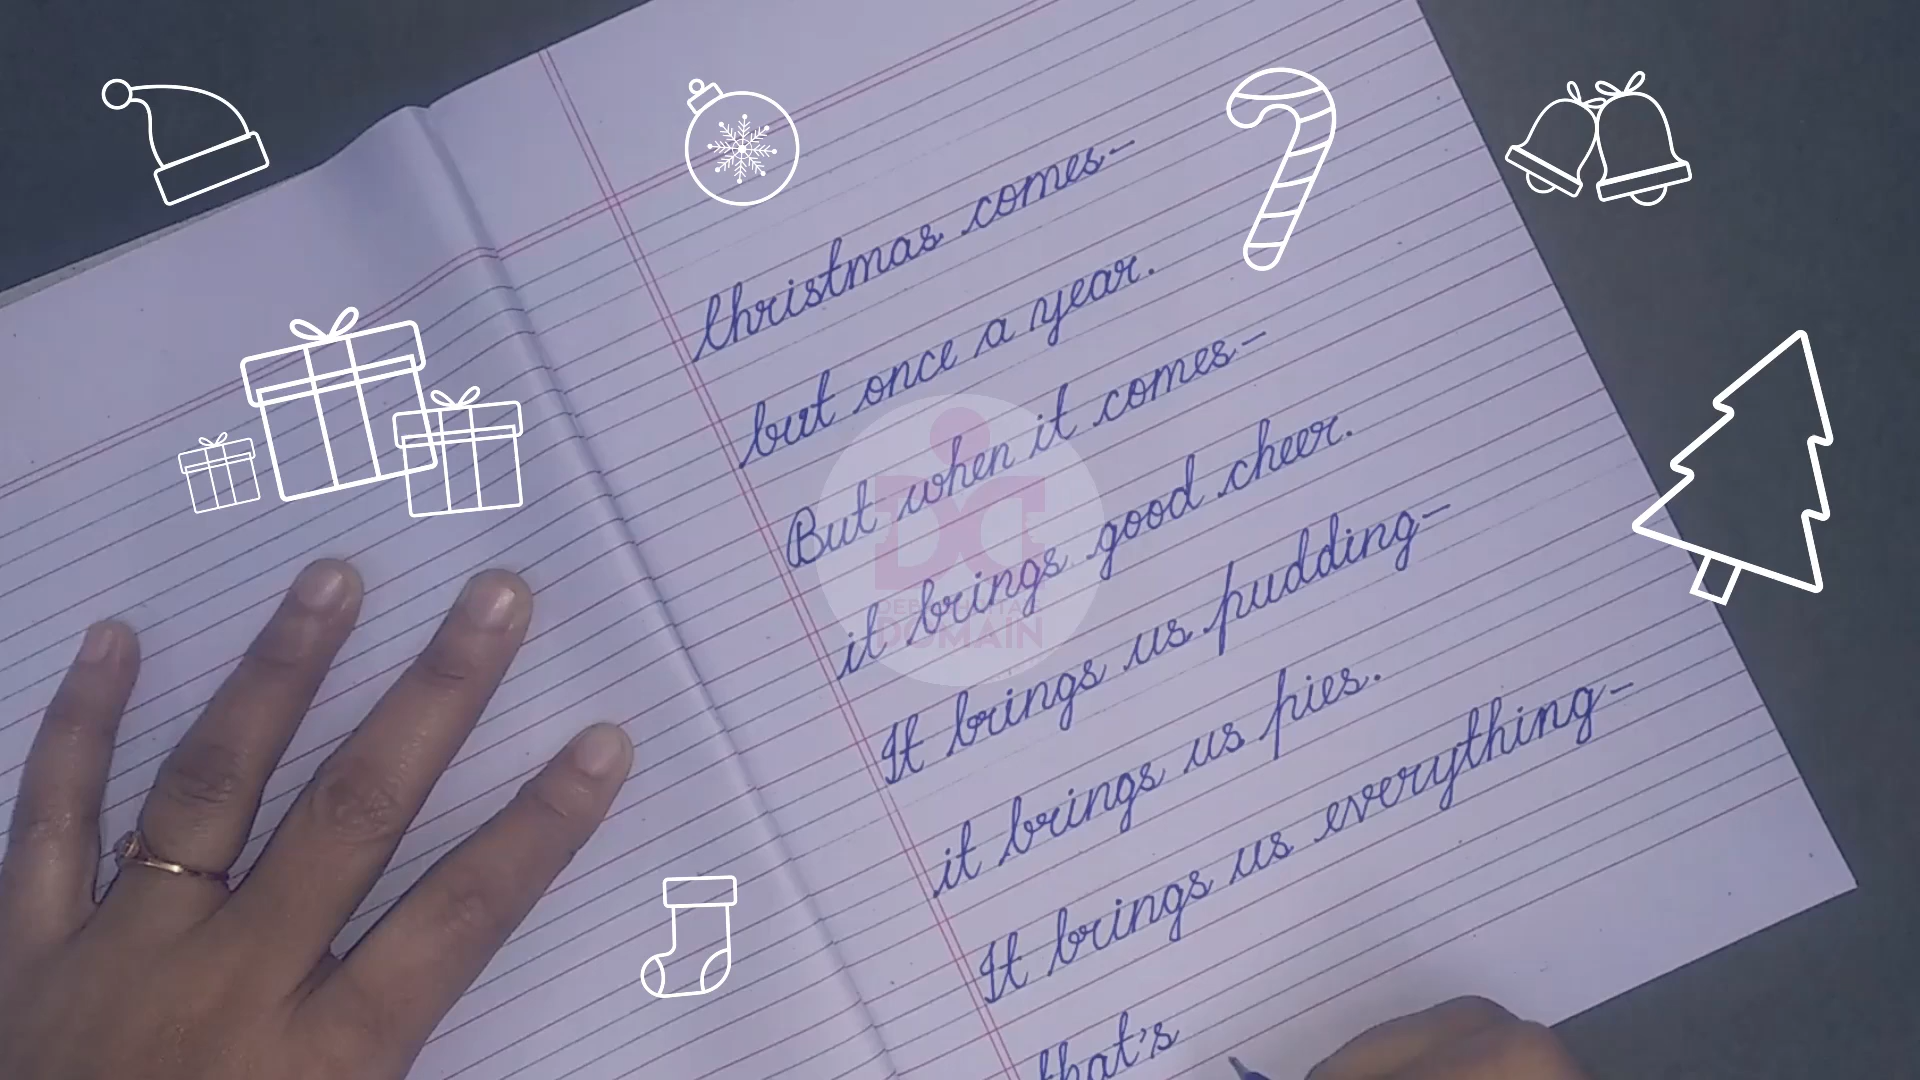 Christmas comes-
but once a year.
But when it comes-
it brings good cheer.
It brings us pudding-
it brings us pies.
It brings us everything-
that's
DOMAIN